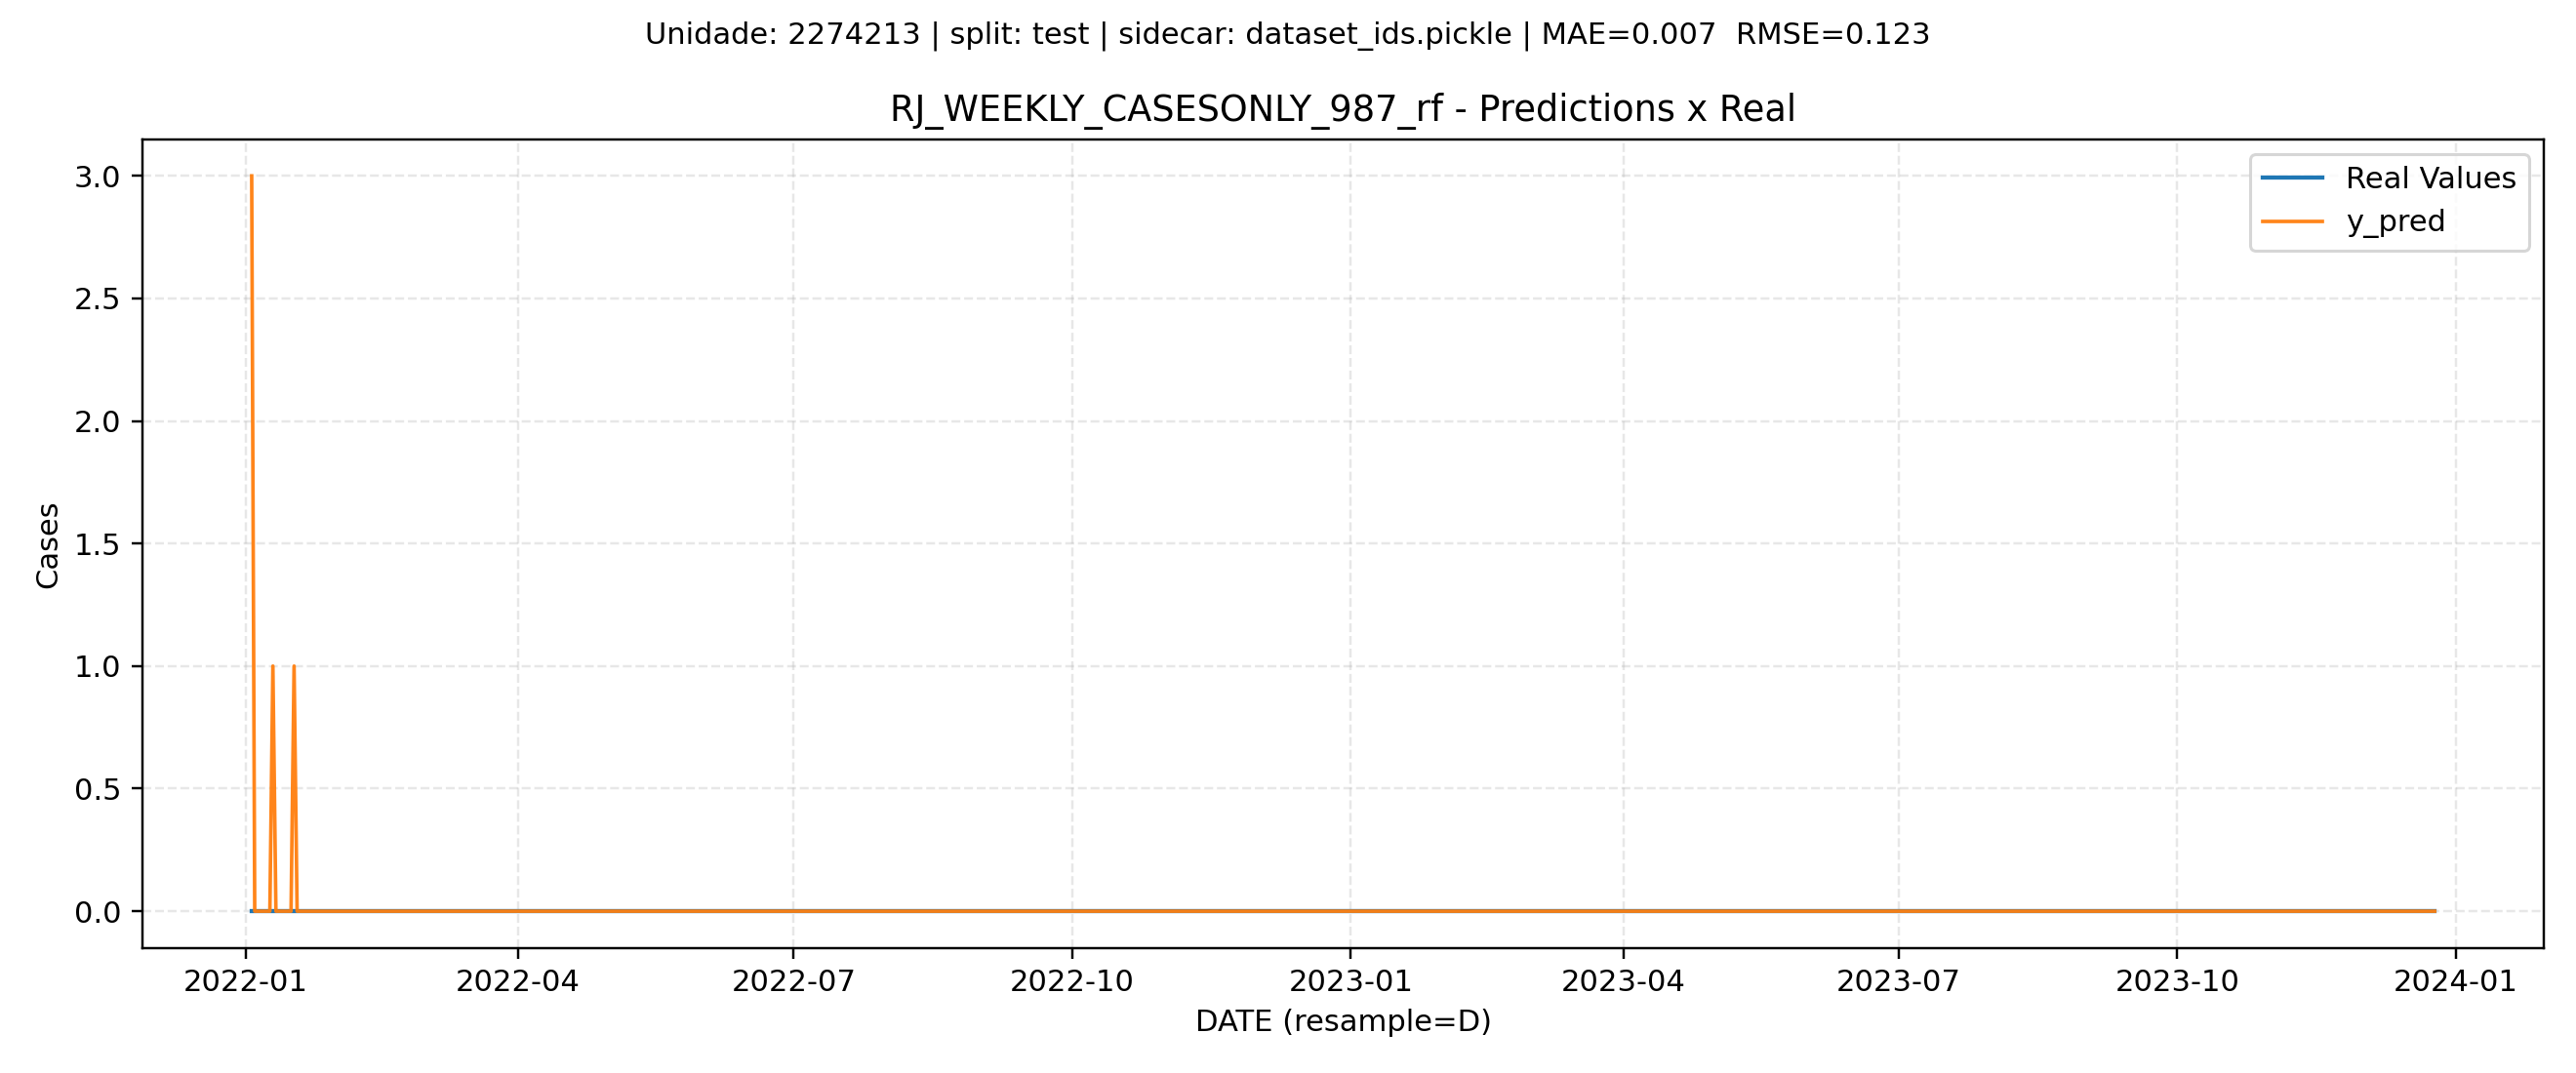 Unidade: 2274213 | split: test | sidecar: dataset_ids.pickle | MAE=0.007  RMSE=0.123
RJ_WEEKLY_CASESONLY_987_rf - Predictions x Real
Real Values
y_pred
Cases
3.0
2.5
2.0
1.5
1.0
0.5
0.0
2022-01
2022-04
2022-07
2022-10
2023-01
2023-04
2023-07
2023-10
2024-01
DATE (resample=D)